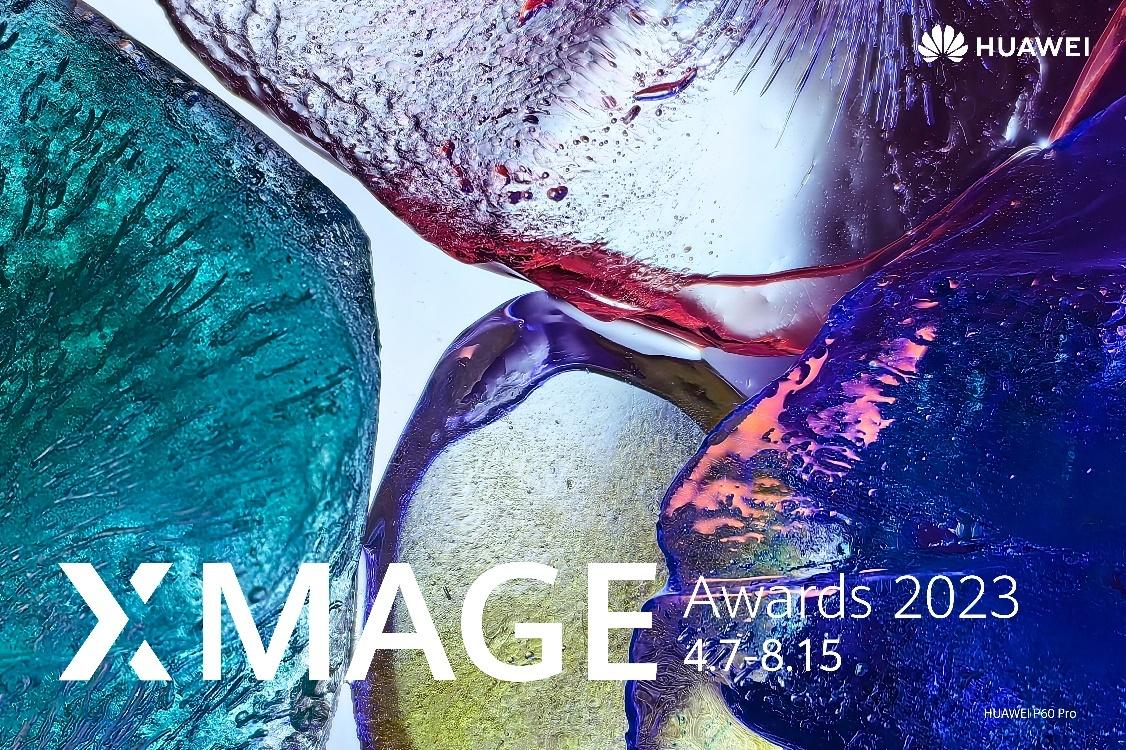 HUAWEI
XMAGE
Awards 2023
4.7-8.15
HUAWEI P60 Pro